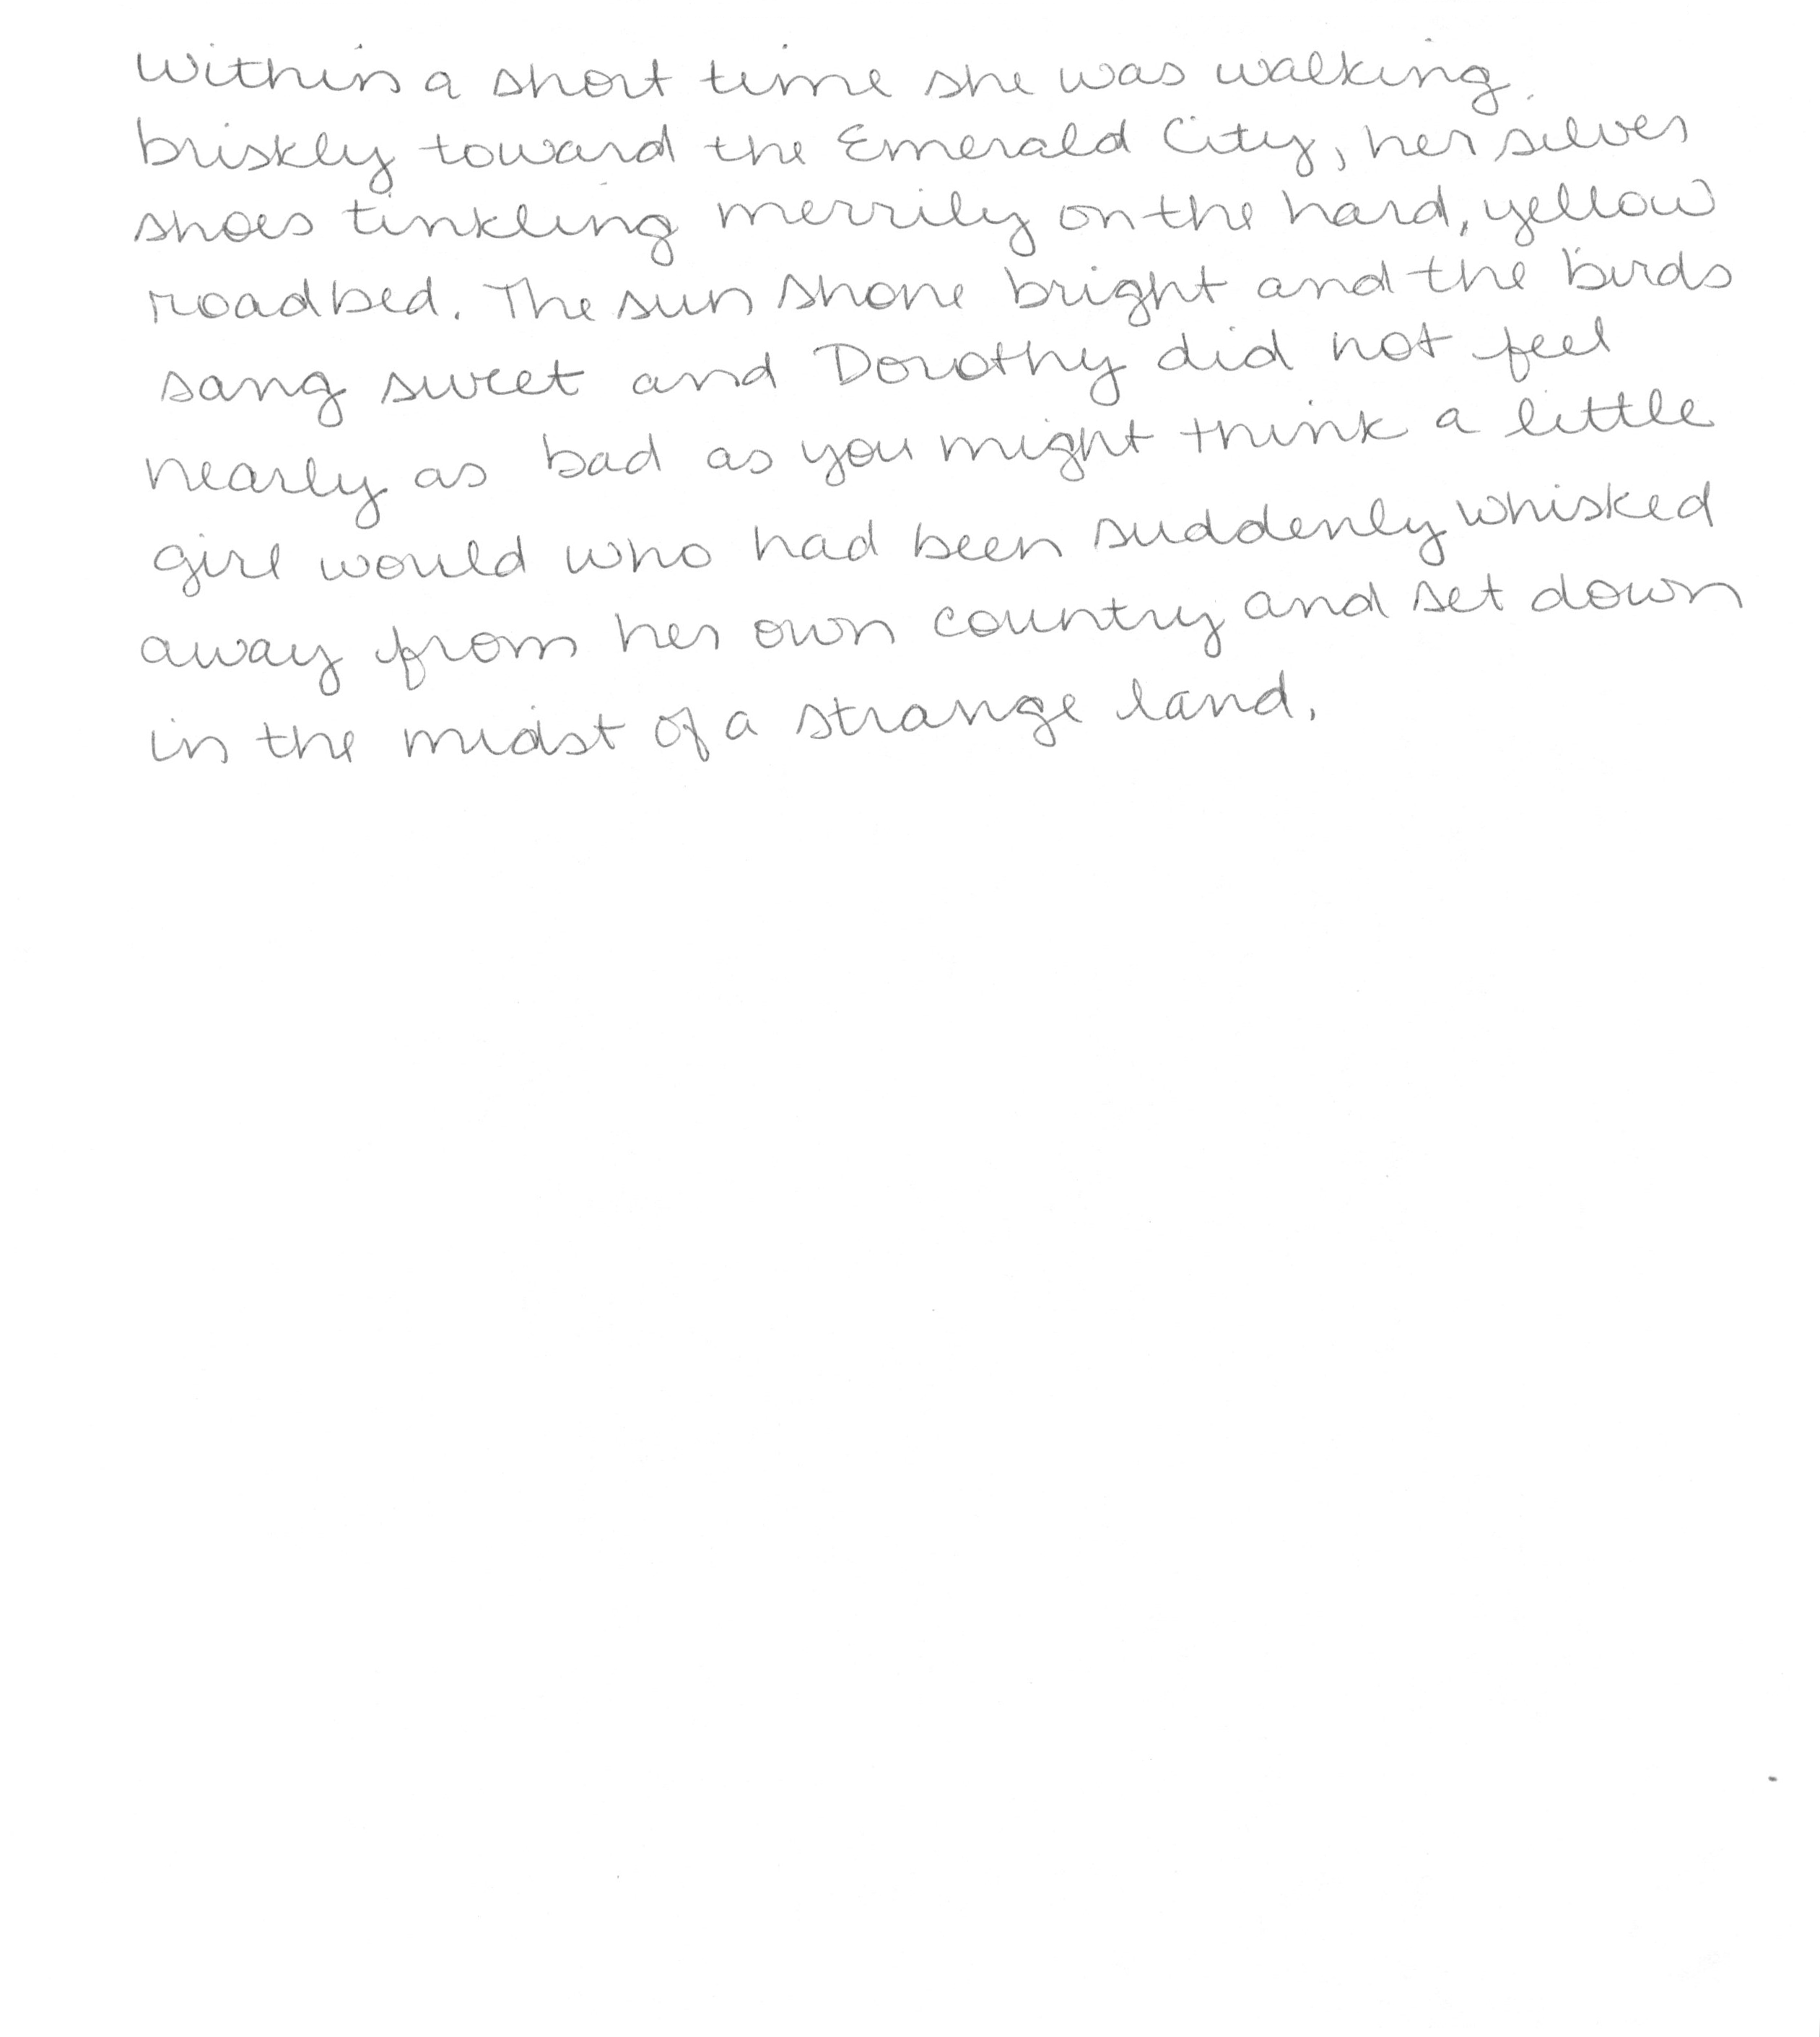 Within a short time she was walking
briskly toward the Emerald City, her silver
shoes tinkling merrily on the hard, yellow
roadbed. The sun shone bright and the birds
sang sweet and Dorothy did not feel
nearly as bad as you might think a little
girl would who had been suddenly whisked
away from her own country and set down
in the midst of a strange land.